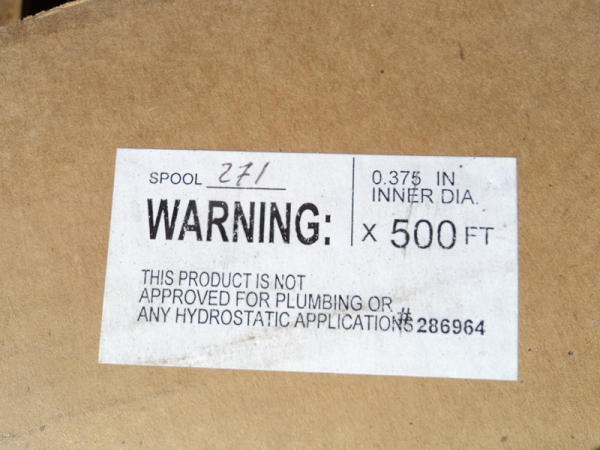 SPOOL 271
0.375 IN
INNER DIA.
WARNING:
X 500 FT
THIS PRODUCT IS NOT
APPROVED FOR PLUMBING OR
ANY HYDROSTATIC APPLICATIONS
# 286964